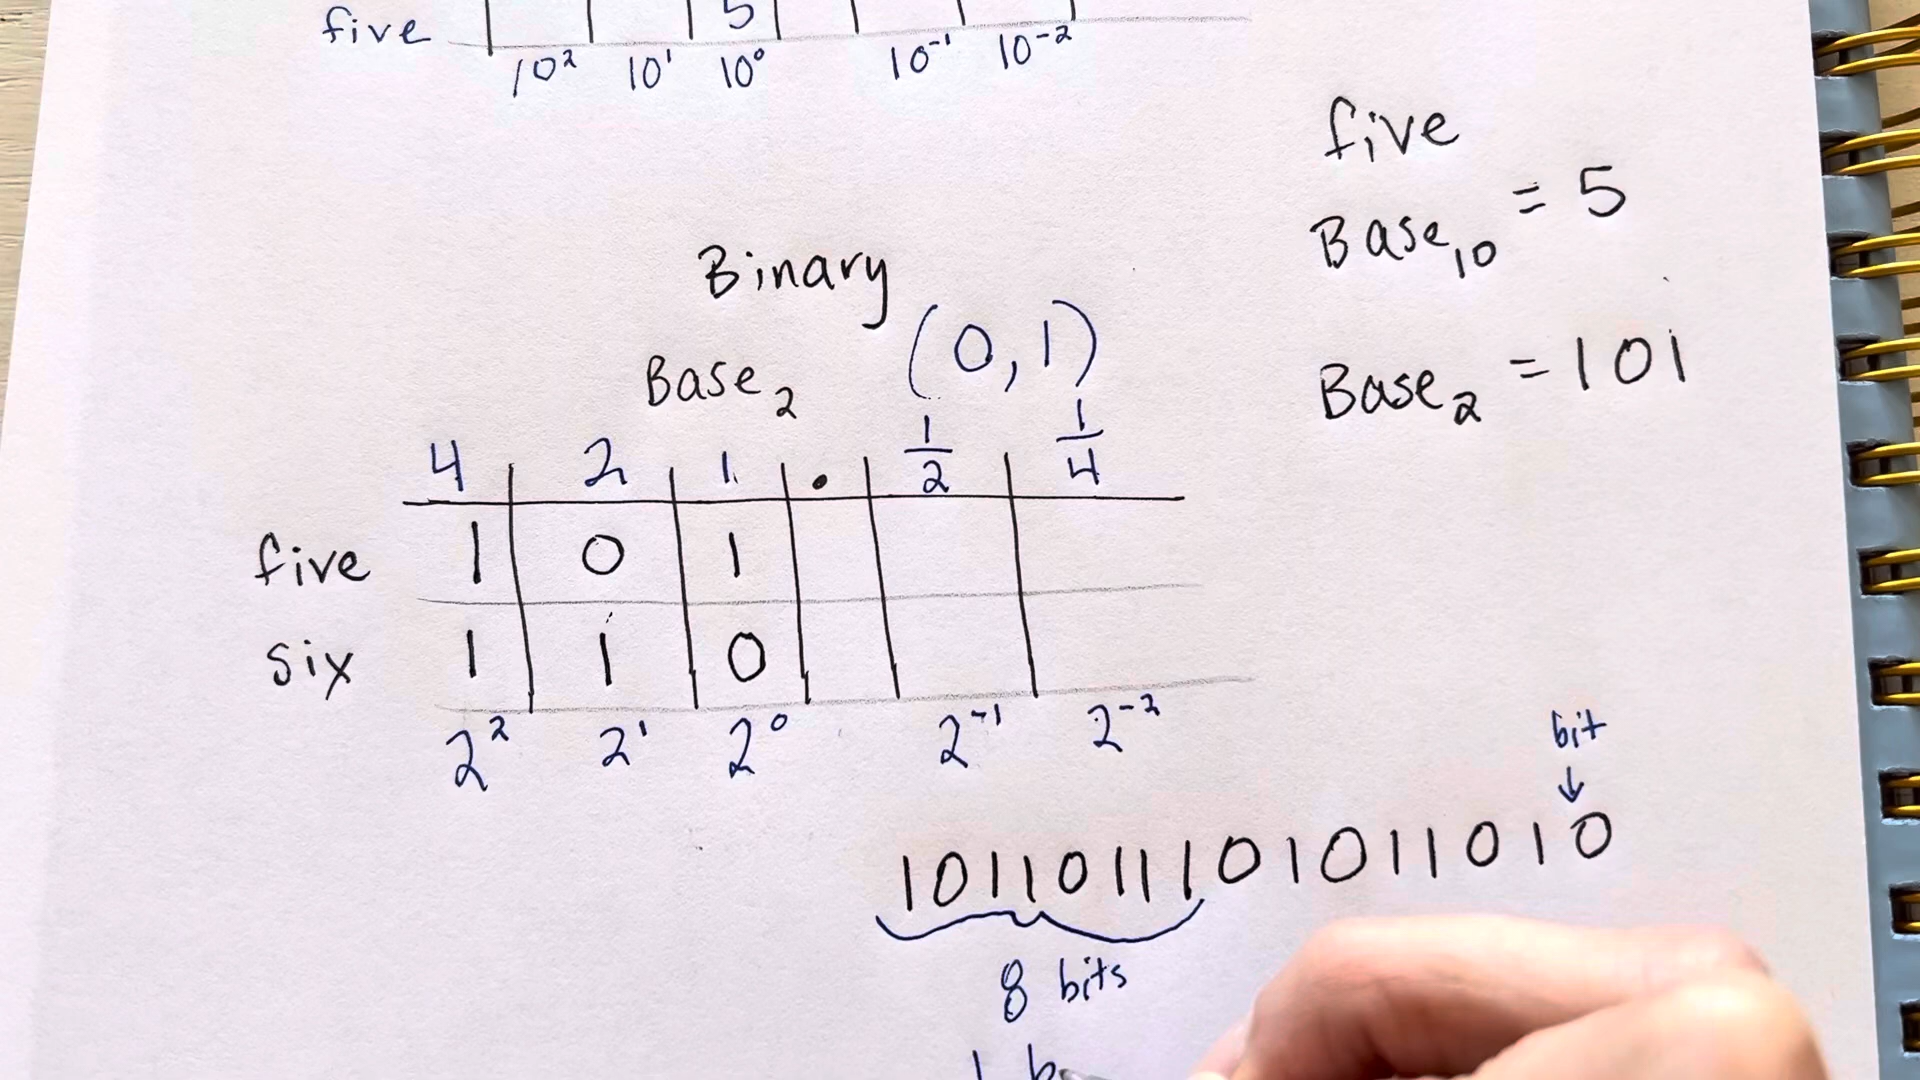 five 5
10² 10¹ 10⁰ 10⁻¹ 10⁻²
five
Base₁₀ = 5
Binary
Base₂ (0,1)
Base₂ = 101
4 2 1 . 1/2 1/4
five 1 0 1
six 1 1 0
2² 2¹ 2⁰ 2⁻¹ 2⁻²
bit
↓
1011011101011010
8 bits
1 b